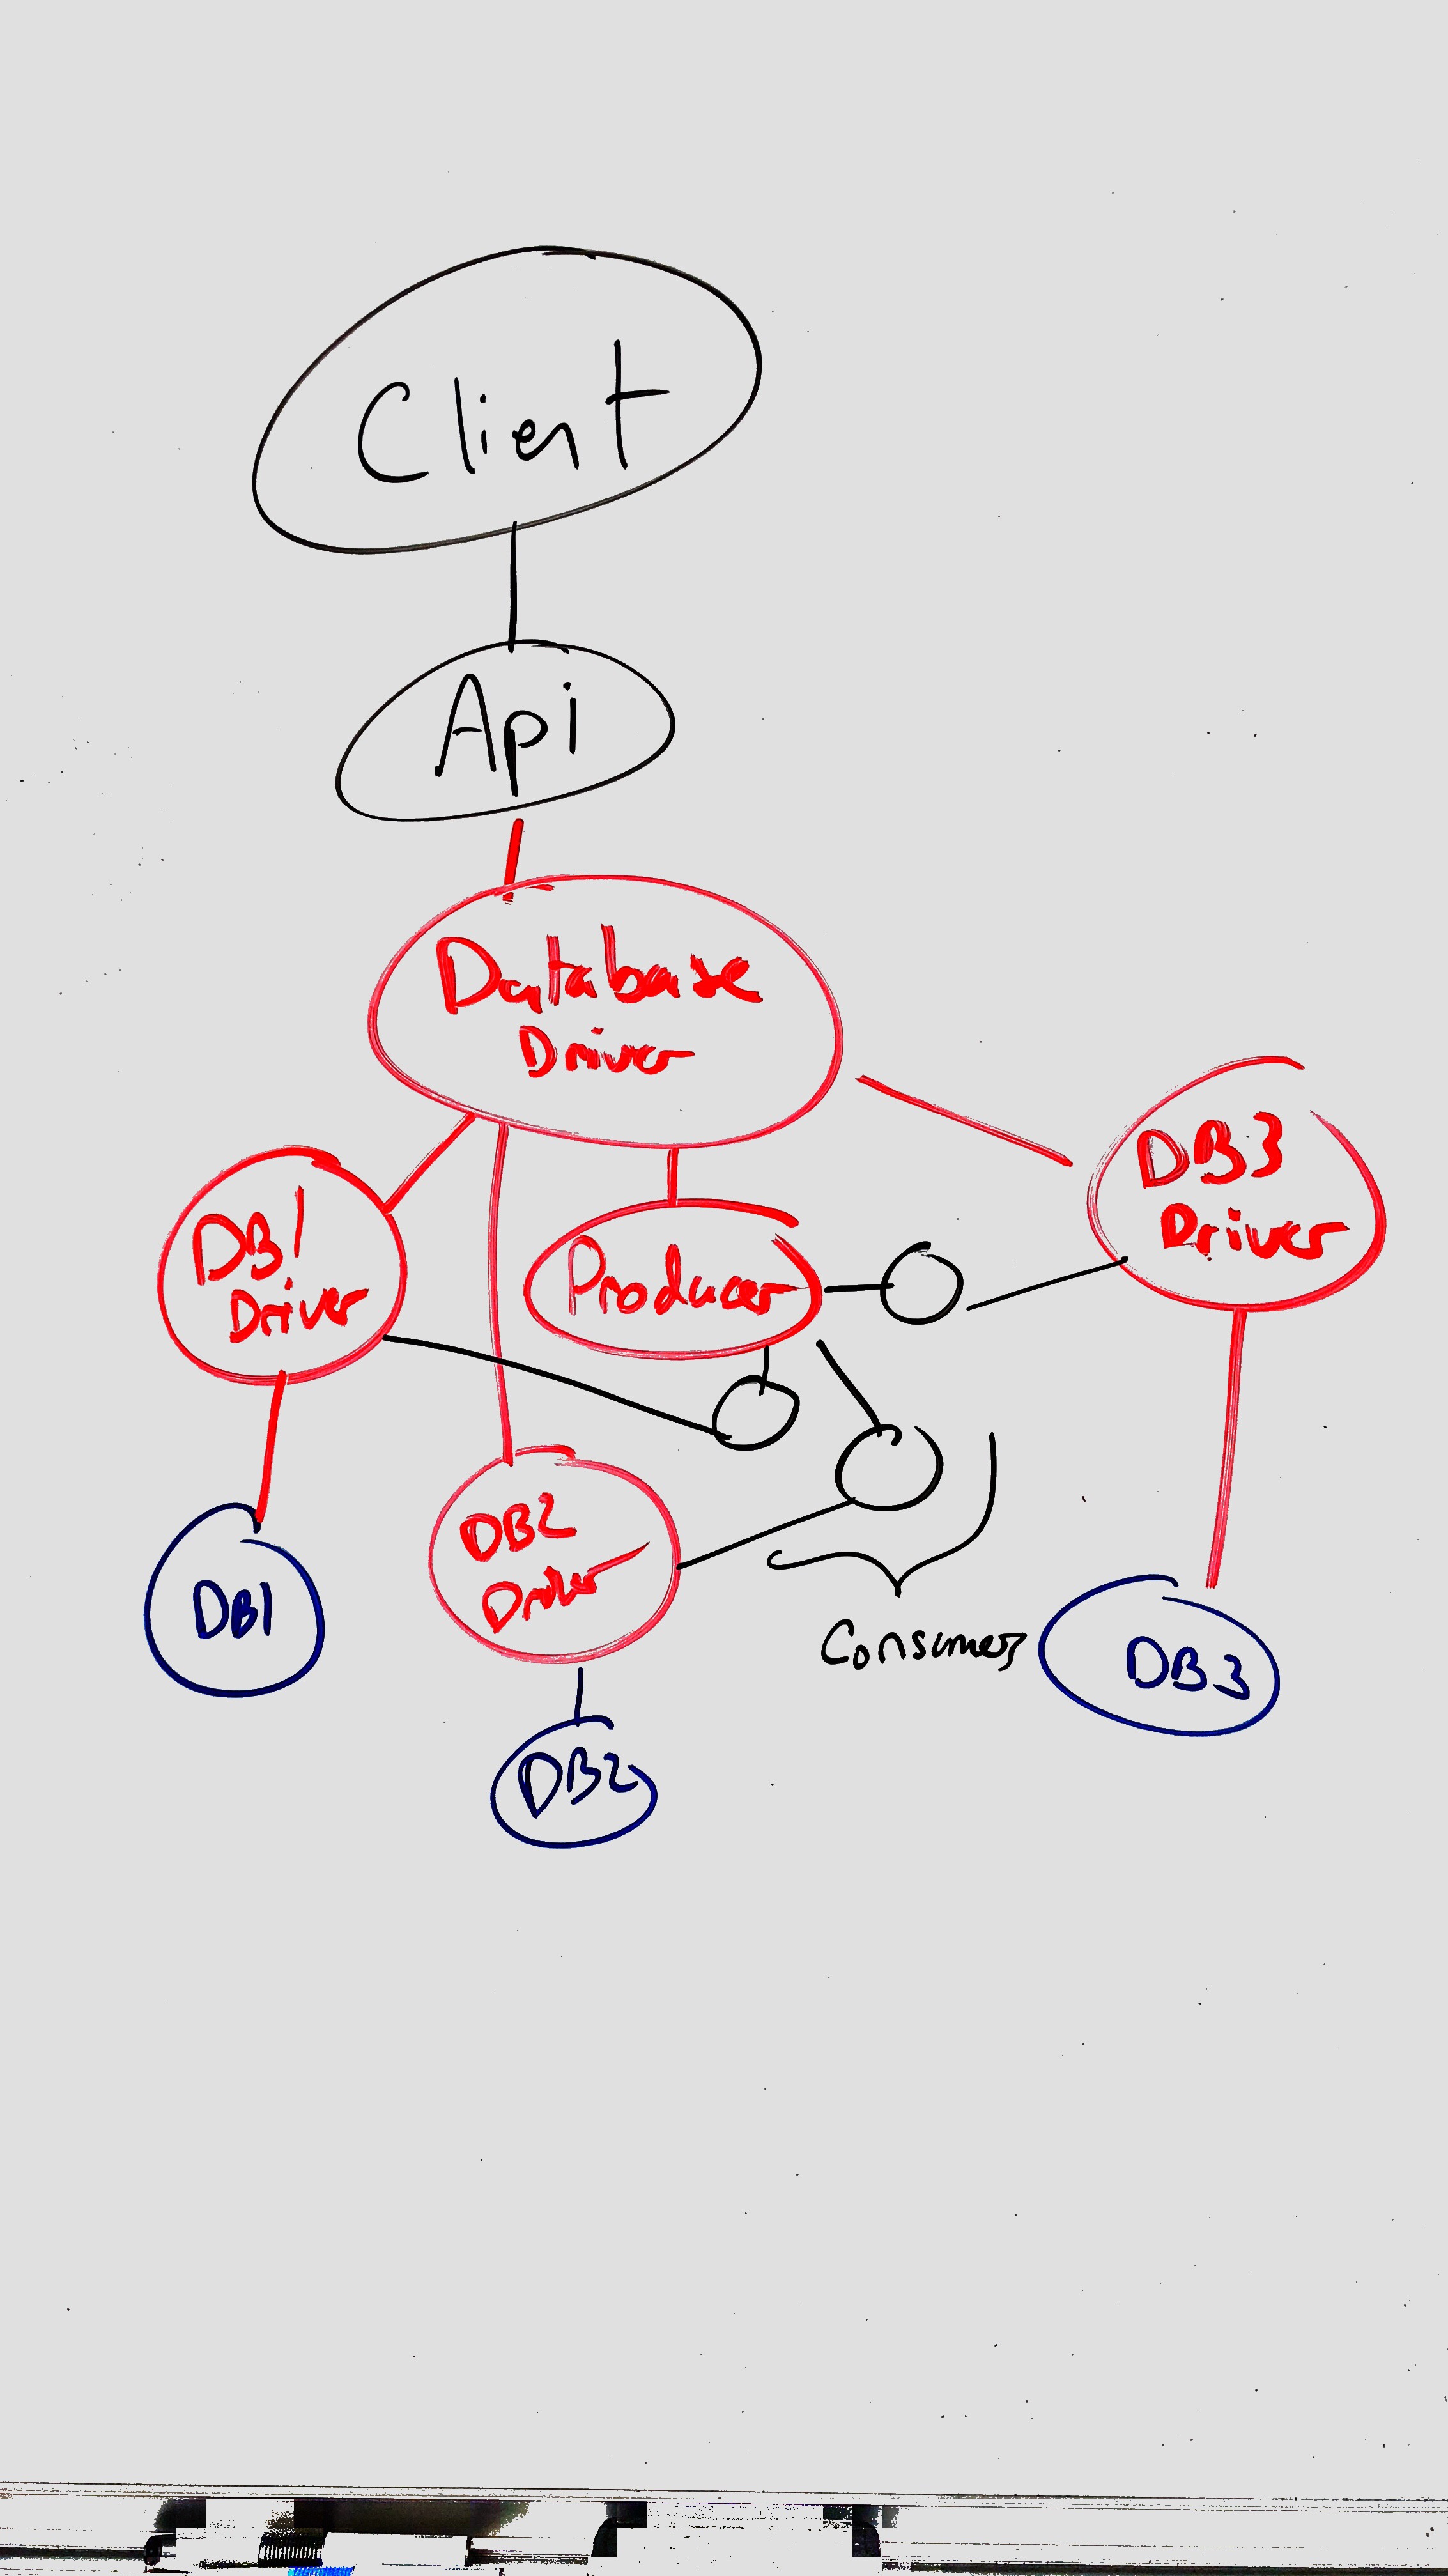 Client
Api
Database
Driver
DB3
Driver
DB1
Driver
Producer
DB2
Driver
DB1
Consumers
DB3
DB2